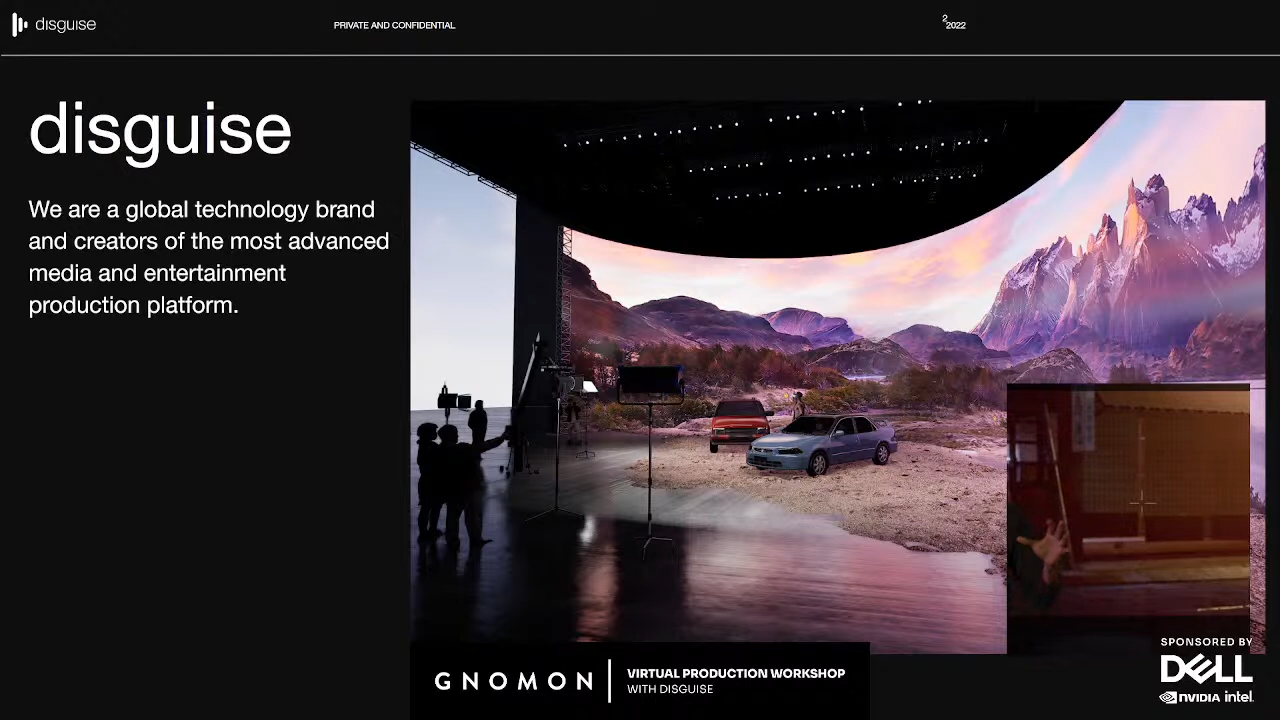 disguise
PRIVATE AND CONFIDENTIAL
2
2022
disguise
We are a global technology brand
and creators of the most advanced
media and entertainment
production platform.
GNOMON
VIRTUAL PRODUCTION WORKSHOP
WITH DISGUISE
SPONSORED BY
DELL
NVIDIA intel.